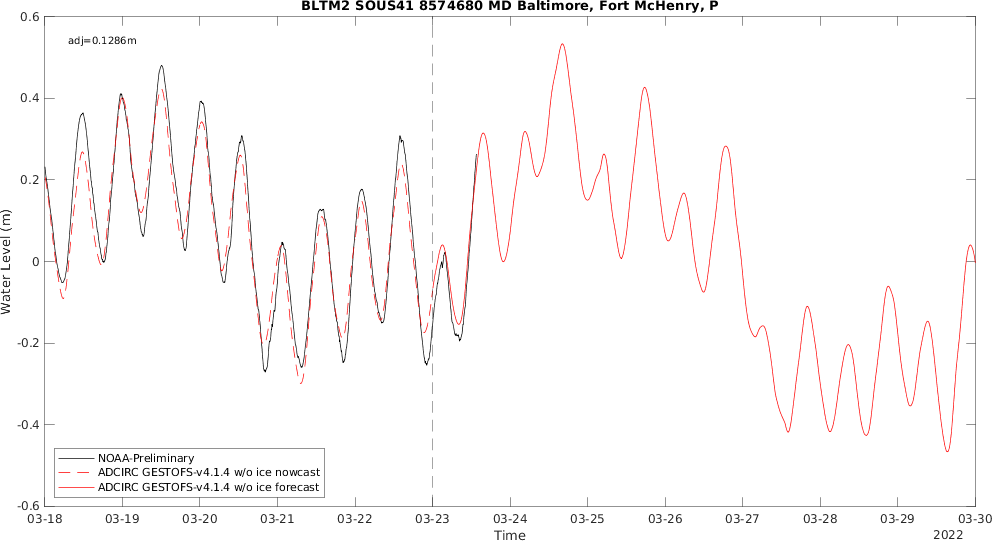 BLTM2 SOUS41 8574680 MD Baltimore, Fort McHenry, P
adj=0.1286m
0.6
0.4
0.2
0
-0.2
-0.4
-0.6
Water Level (m)
NOAA-Preliminary
ADCIRC GESTOFS-v4.1.4 w/o ice nowcast
ADCIRC GESTOFS-v4.1.4 w/o ice forecast
03-18 03-19 03-20 03-21 03-22 03-23 03-24 03-25 03-26 03-27 03-28 03-29 03-30
Time
2022